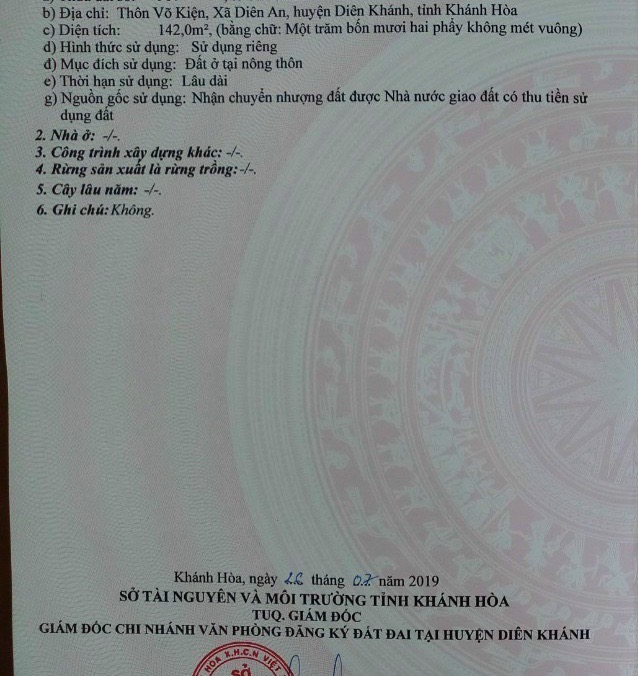 b) Địa chỉ: Thôn Võ Kiện, Xã Diên An, huyện Diên Khánh, tỉnh Khánh Hòa
c) Diện tích: 142,0m², (bằng chữ: Một trăm bốn mươi hai phẩy không mét vuông)
d) Hình thức sử dụng: Sử dụng riêng
đ) Mục đích sử dụng: Đất ở tại nông thôn
e) Thời hạn sử dụng: Lâu dài
g) Nguồn gốc sử dụng: Nhận chuyển nhượng đất được Nhà nước giao đất có thu tiền sử
dụng đất
2. Nhà ở: -/-.
3. Công trình xây dựng khác: -/-.
4. Rừng sản xuất là rừng trồng: -/-.
5. Cây lâu năm: -/-.
6. Ghi chú: Không.
Khánh Hòa, ngày tháng 07 năm 2019
SỞ TÀI NGUYÊN VÀ MÔI TRƯỜNG TỈNH KHÁNH HÒA
TUQ. GIÁM ĐỐC
GIÁM ĐỐC CHI NHÁNH VĂN PHÒNG ĐĂNG KÝ ĐẤT ĐAI TẠI HUYỆN DIÊN KHÁNH
HÒA X.H.C.N VIỆT
SỞ